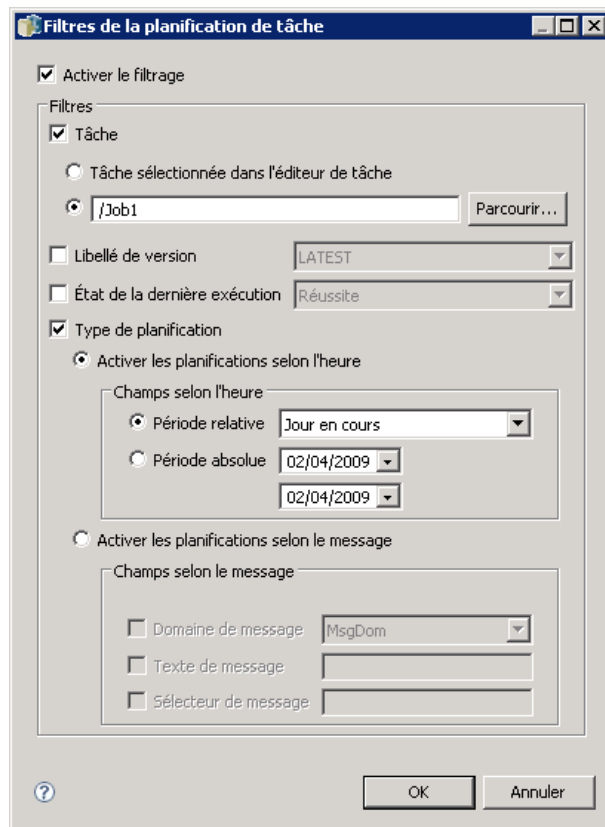 Filtres de la planification de tâche
Activer le filtrage
Filtres
Tâche
Tâche sélectionnée dans l'éditeur de tâche
/Job1 Parcourir...
Libellé de version LATEST
État de la dernière exécution Réussite
Type de planification
Activer les planifications selon l'heure
Champs selon l'heure
Période relative Jour en cours
Période absolue 02/04/2009
02/04/2009
Activer les planifications selon le message
Champs selon le message
Domaine de message MsgDom
Texte de message
Sélecteur de message
? OK Annuler